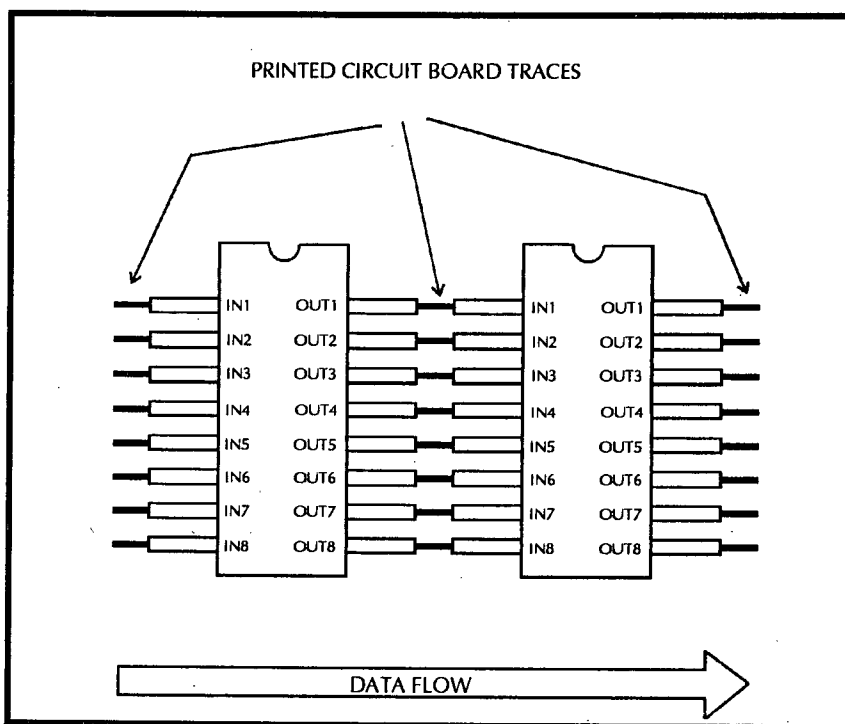 PRINTED CIRCUIT BOARD TRACES
IN1 OUT1 IN1 OUT1
IN2 OUT2 IN2 OUT2
IN3 OUT3 IN3 OUT3
IN4 OUT4 IN4 OUT4
IN5 OUT5 IN5 OUT5
IN6 OUT6 IN6 OUT6
IN7 OUT7 IN7 OUT7
IN8 OUT8 IN8 OUT8
DATA FLOW